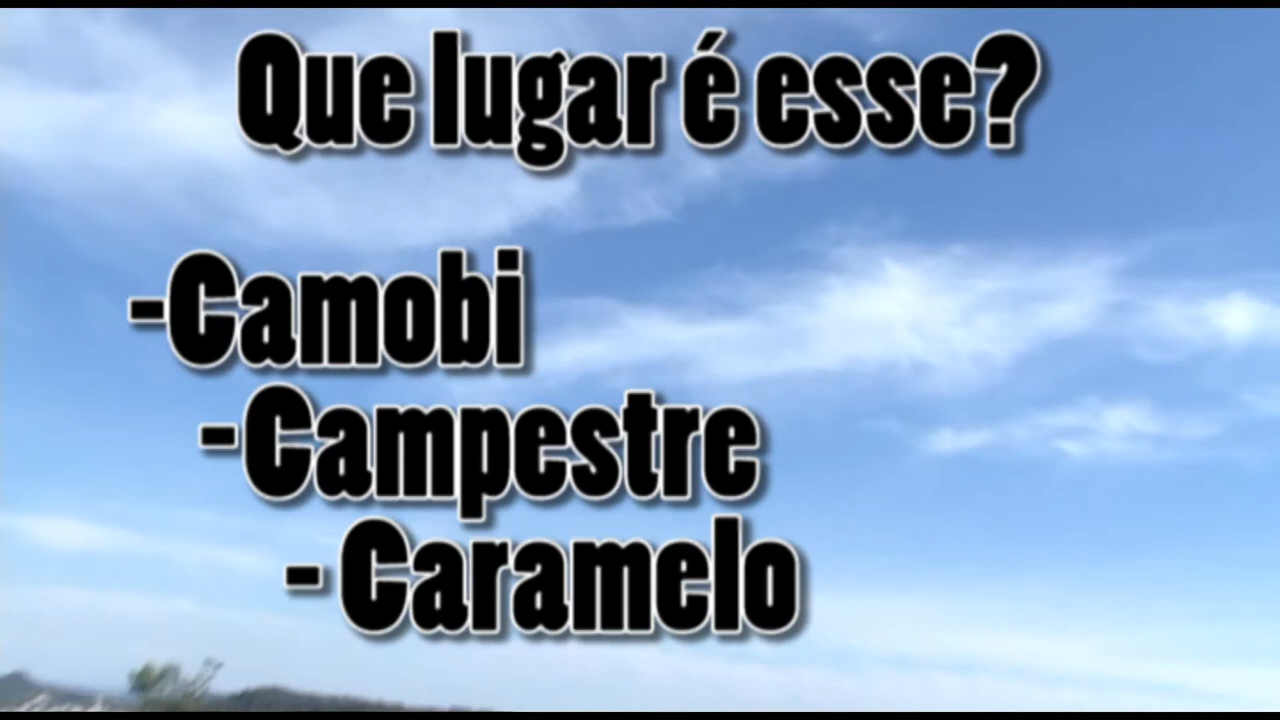 Que lugar é esse?
-Camobi
-Campestre
- Caramelo